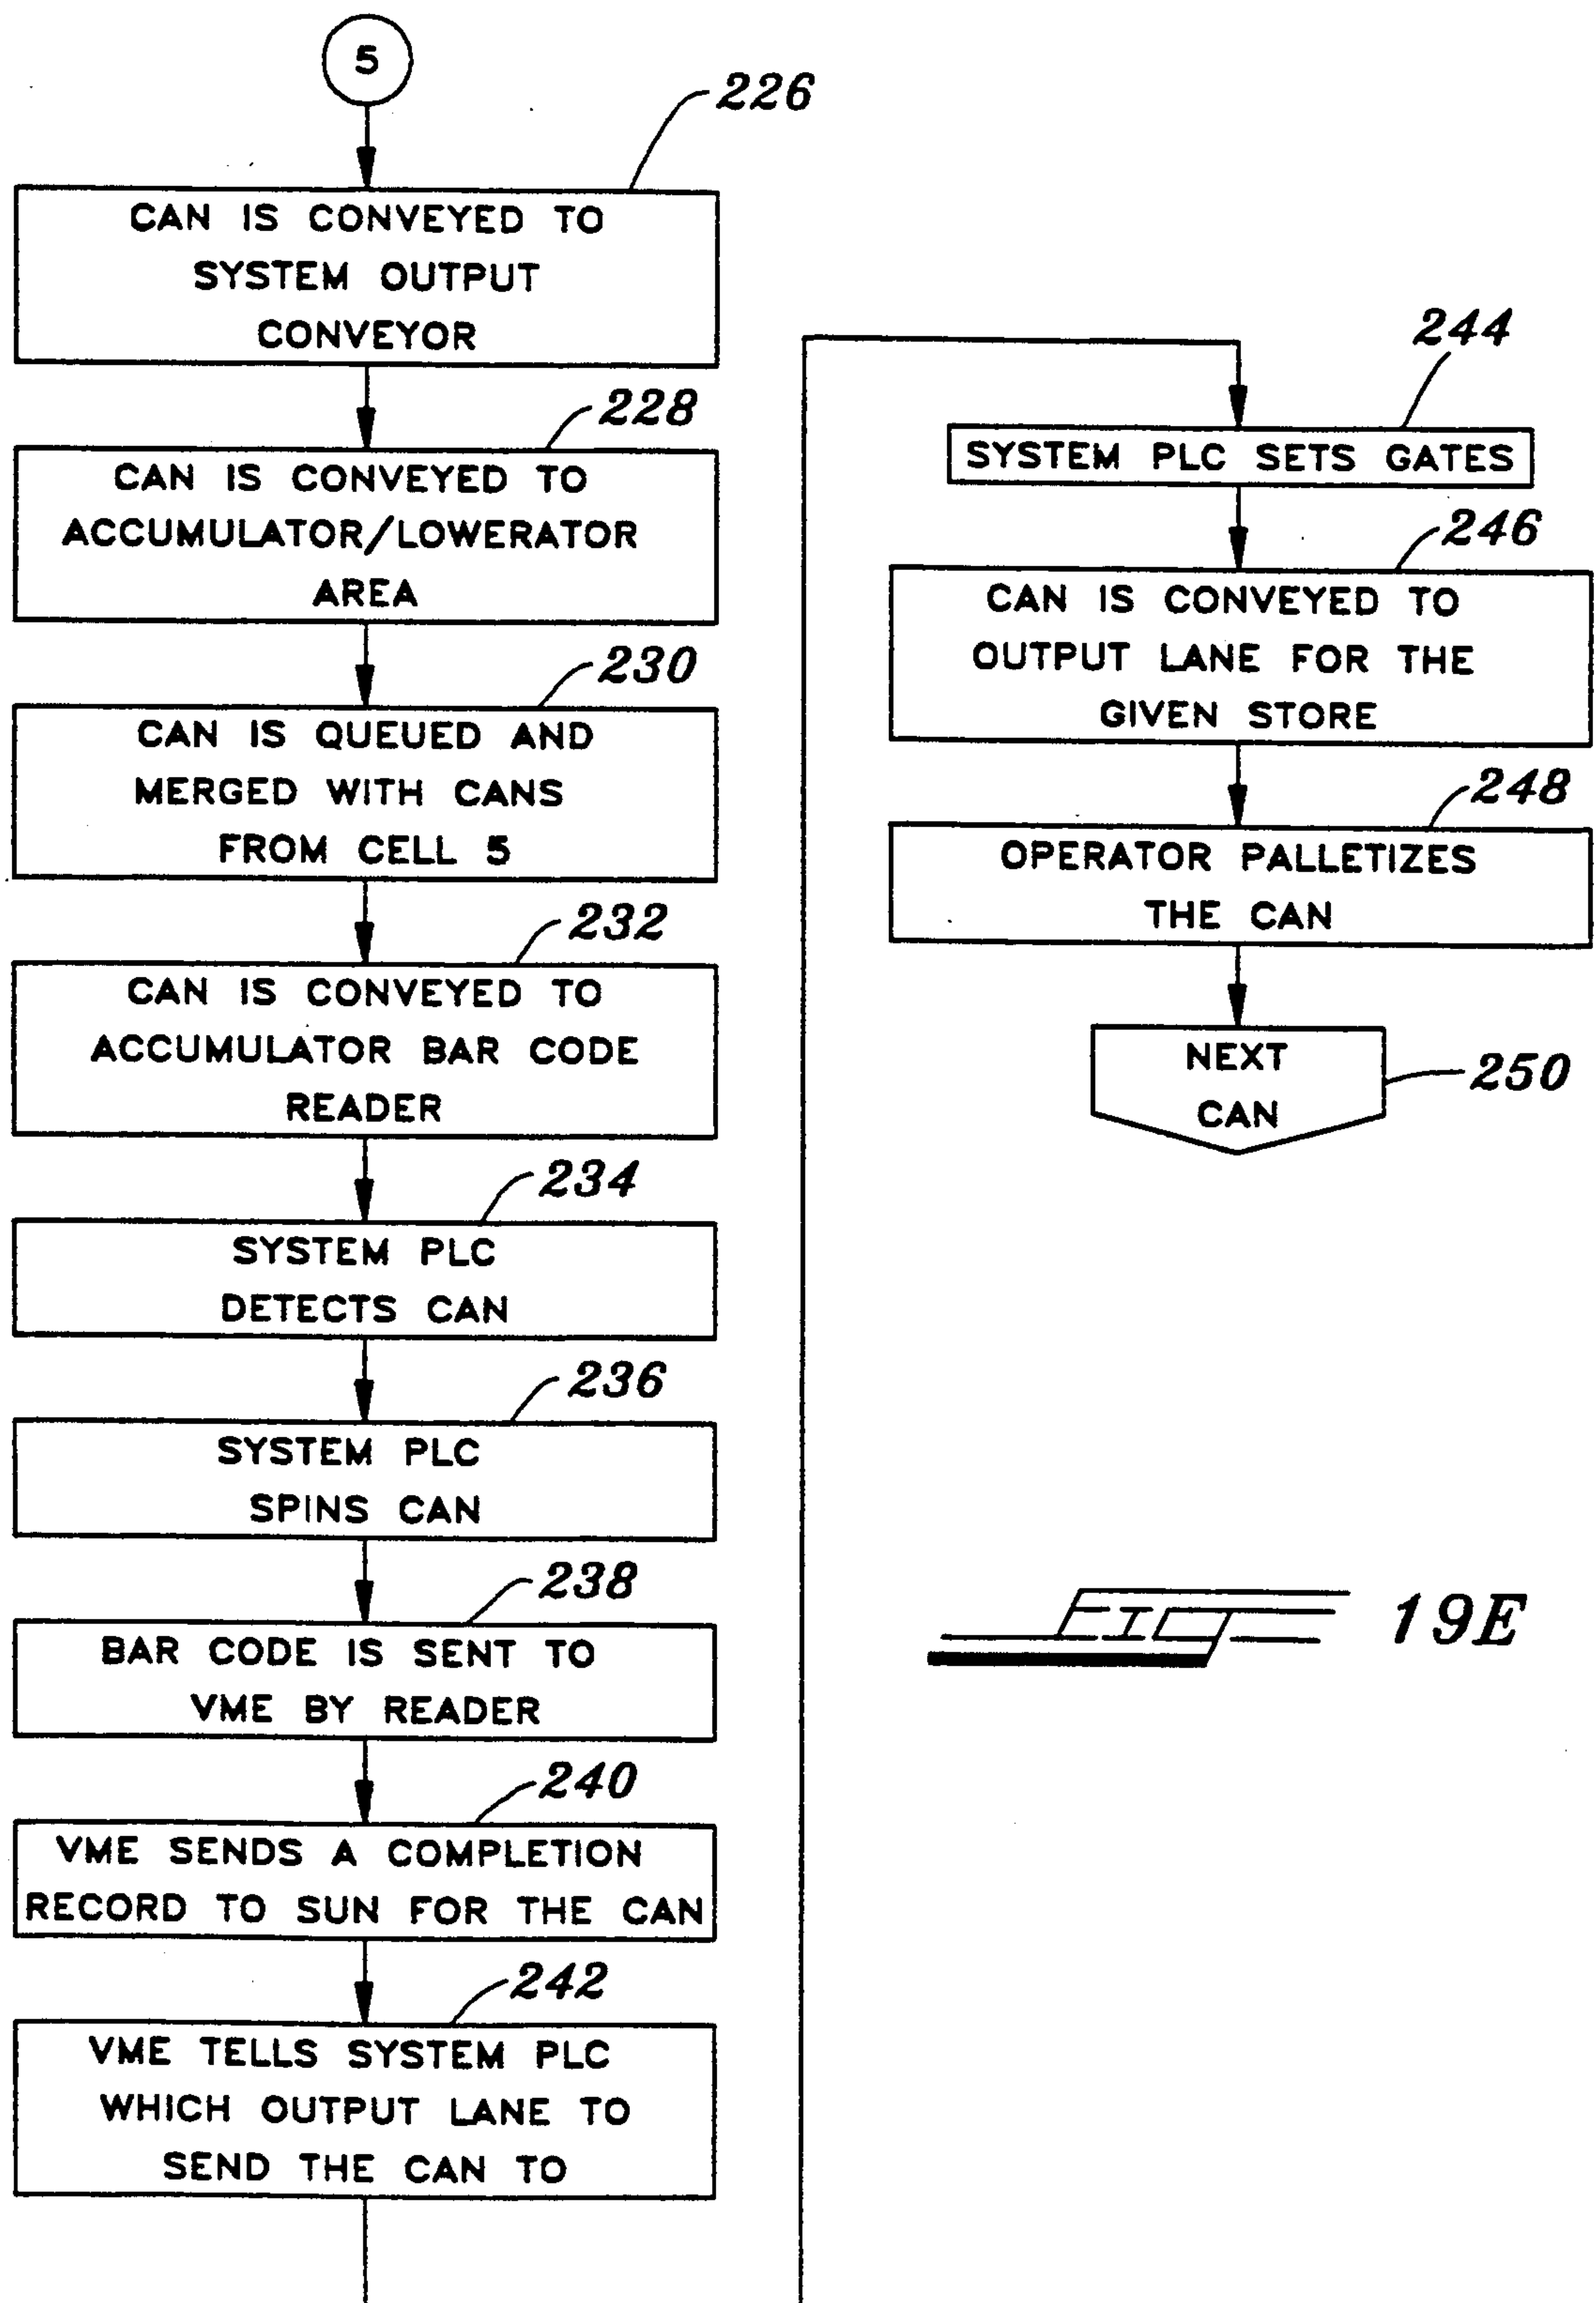 5
226
CAN IS CONVEYED TO
SYSTEM OUTPUT
CONVEYOR
228
CAN IS CONVEYED TO
ACCUMULATOR/LOWERATOR
AREA
230
CAN IS QUEUED AND
MERGED WITH CANS
FROM CELL 5
232
CAN IS CONVEYED TO
ACCUMULATOR BAR CODE
READER
234
SYSTEM PLC
DETECTS CAN
236
SYSTEM PLC
SPINS CAN
238
BAR CODE IS SENT TO
VME BY READER
240
VME SENDS A COMPLETION
RECORD TO SUN FOR THE CAN
242
VME TELLS SYSTEM PLC
WHICH OUTPUT LANE TO
SEND THE CAN TO
244
SYSTEM PLC SETS GATES
246
CAN IS CONVEYED TO
OUTPUT LANE FOR THE
GIVEN STORE
248
OPERATOR PALLETIZES
THE CAN
NEXT
CAN
250
FIG 19E